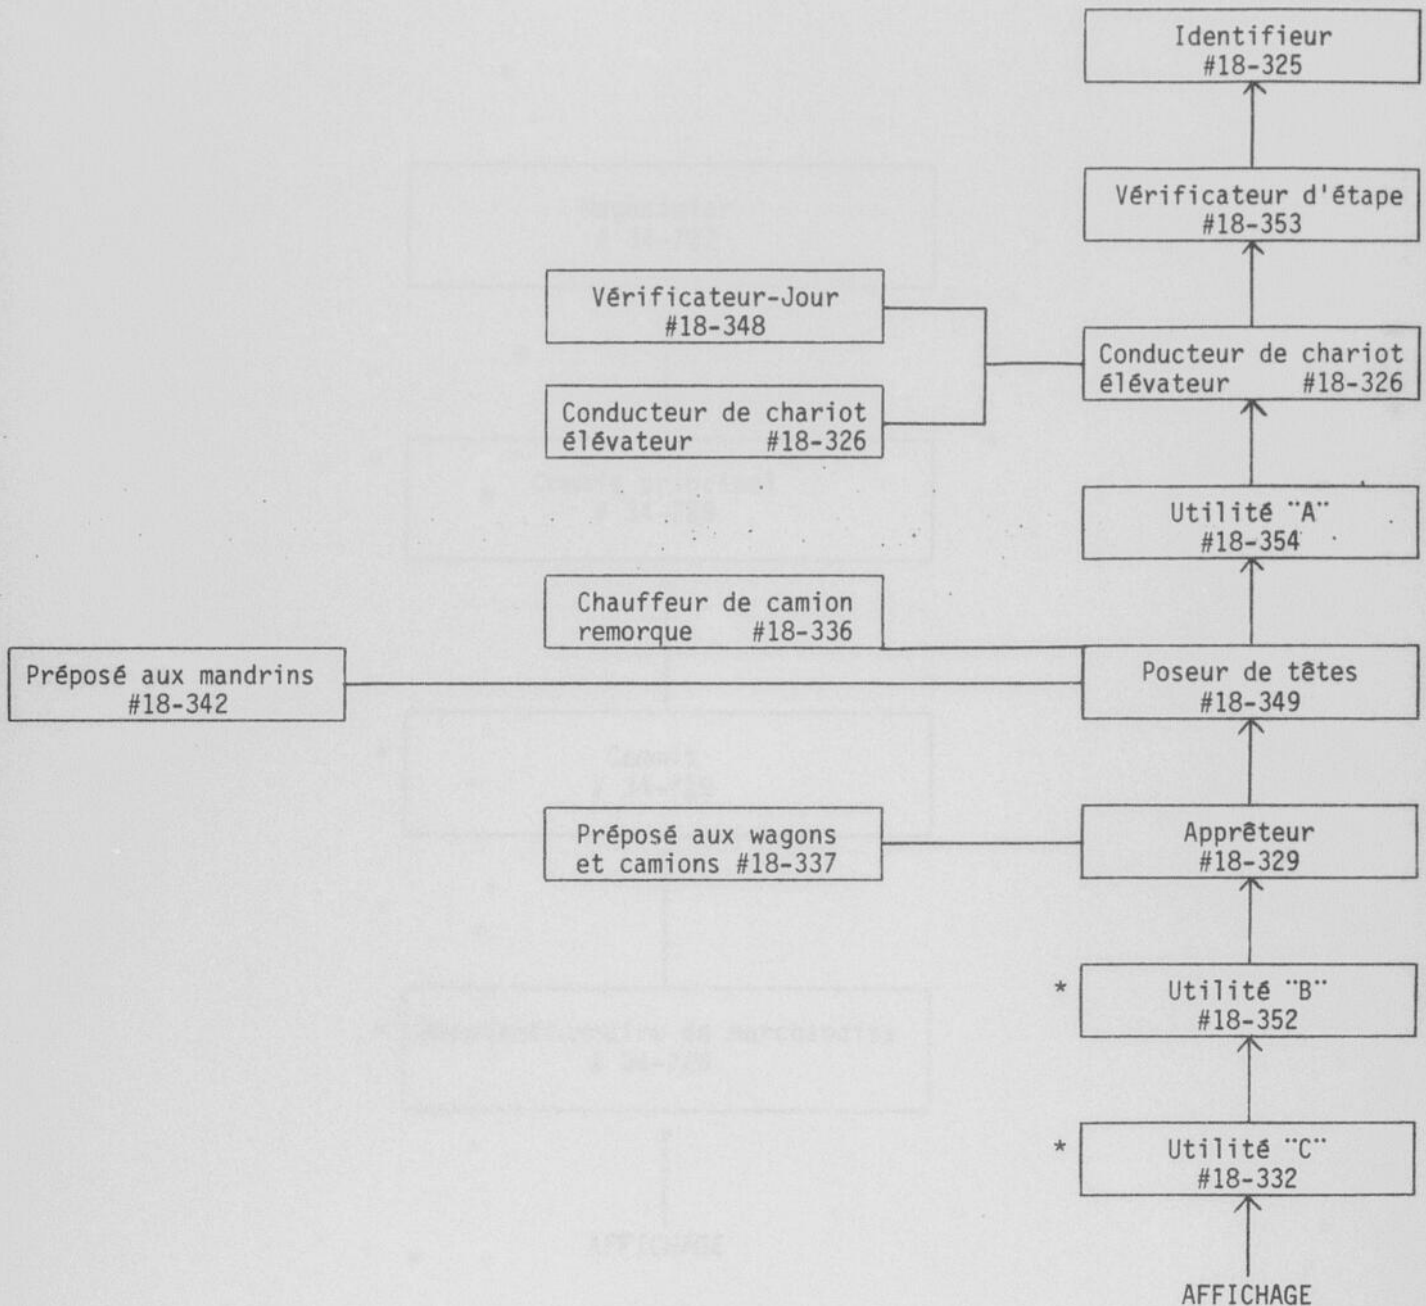 Identifieur
#18-325
Vérificateur d'étape
#18-353
Vérificateur-Jour
#18-348
Conducteur de chariot
élévateur #18-326
Conducteur de chariot
élévateur #18-326
Utilité "A"
#18-354
Chauffeur de camion
remorque #18-336
Préposé aux mandrins
#18-342
Poseur de têtes
#18-349
Préposé aux wagons
et camions #18-337
Apprêteur
#18-329
* Utilité "B"
#18-352
* Utilité "C"
#18-332
AFFICHAGE